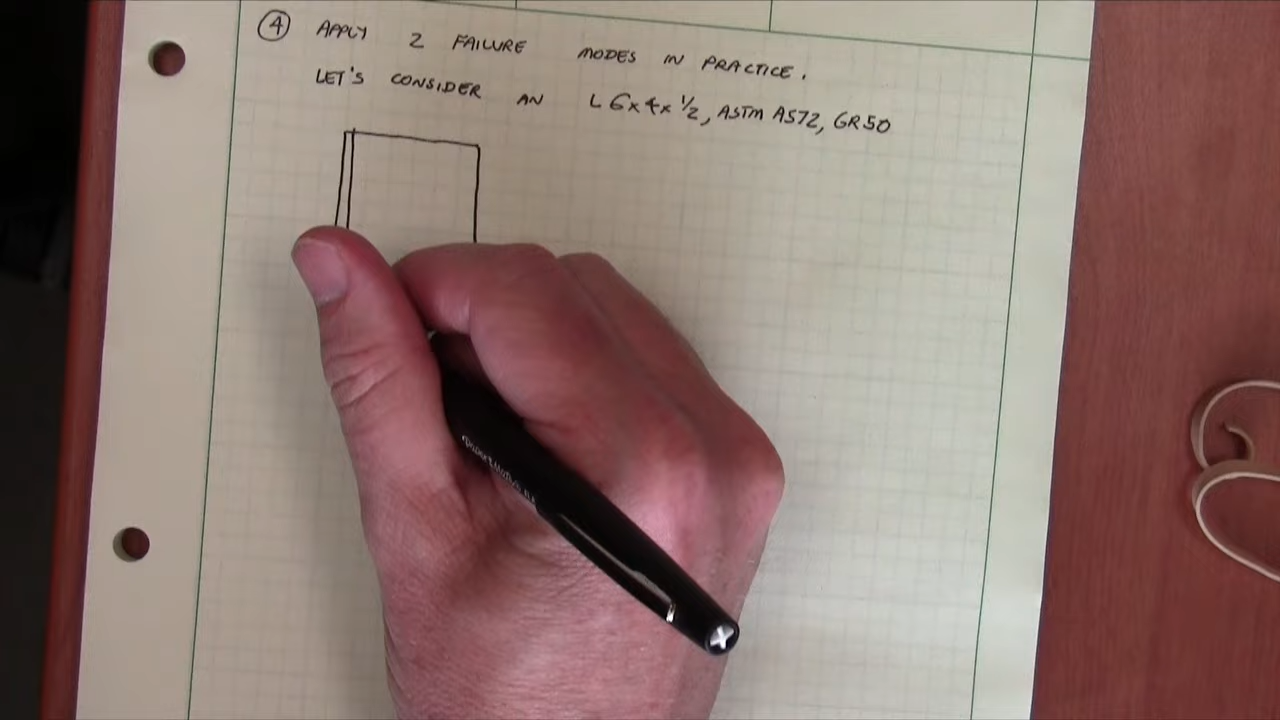 ④ APPLY 2 FAILURE MODES IN PRACTICE.
LET'S CONSIDER AN L 6x4x 1/2, ASTM A572, GR50